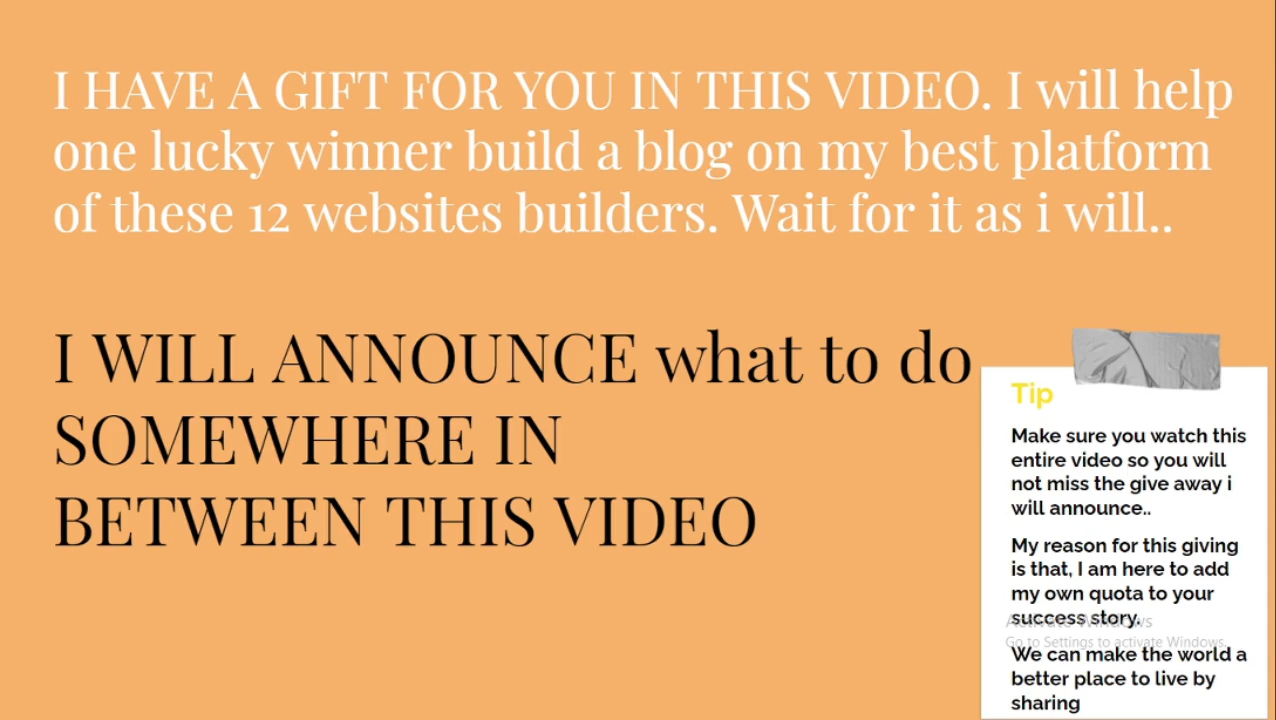 I HAVE A GIFT FOR YOU IN THIS VIDEO. I will help
one lucky winner build a blog on my best platform
of these 12 websites builders. Wait for it as i will..
I WILL ANNOUNCE what to do
SOMEWHERE IN
BETWEEN THIS VIDEO
Tip
Make sure you watch this
entire video so you will
not miss the give away i
will announce..
My reason for this giving
is that, I am here to add
my own quota to your
success story.
Activate Windows
Go to Settings to activate Windows.
We can make the world a
better place to live by
sharing